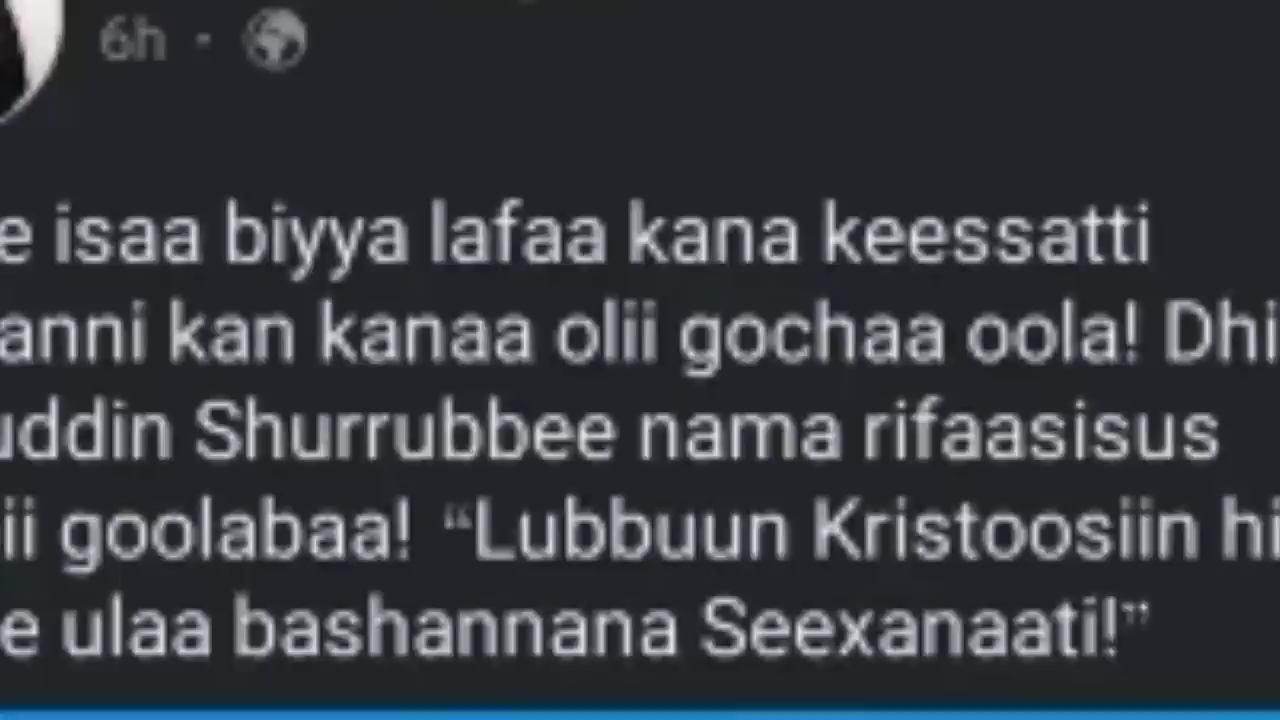 6h ·
e isaa biyya lafaa kana keessatti
anni kan kanaa olii gochaa oola! Dhi
uddin Shurrubbee nama rifaasisus
ii goolabaa! “Lubbuun Kristoosiin hi
e ulaa bashannana Seexanaati!”